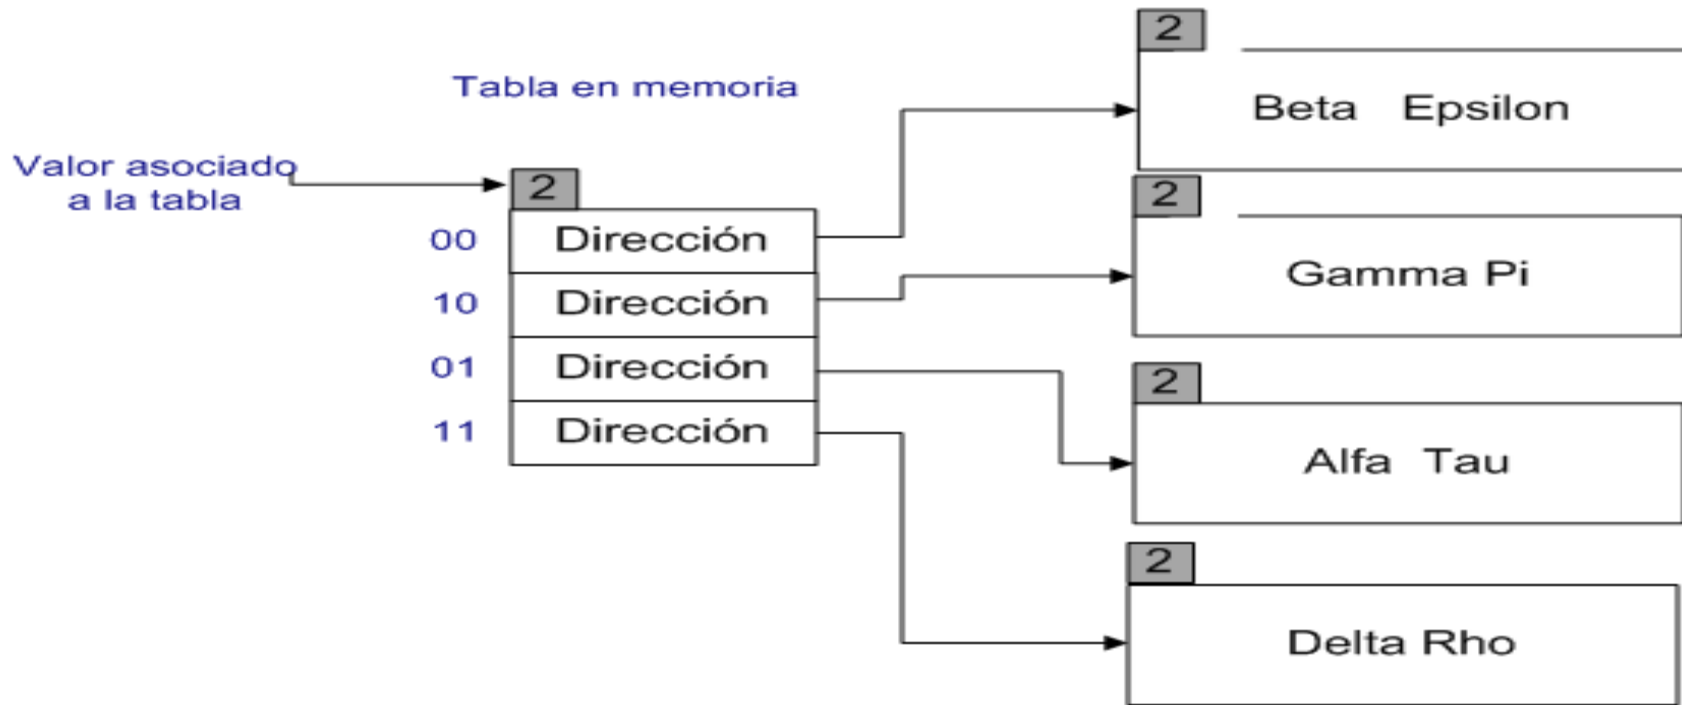 Tabla en memoria
Valor asociado
a la tabla
2
00 Dirección
10 Dirección
01 Dirección
11 Dirección
2
Beta Epsilon
2
Gamma Pi
2
Alfa Tau
2
Delta Rho